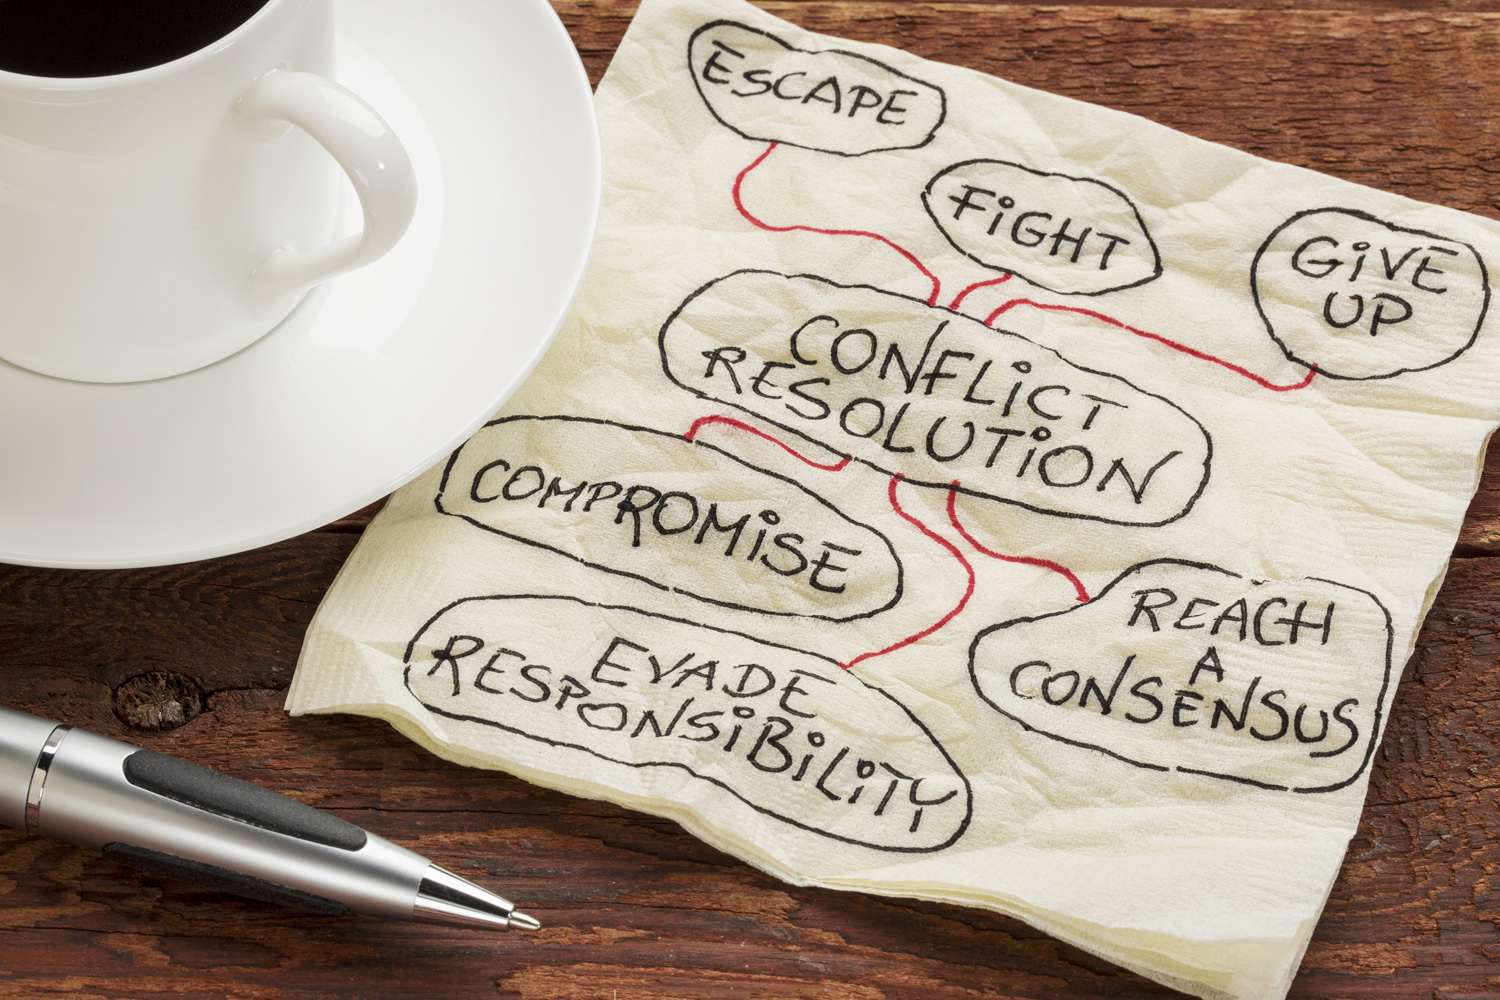 ESCAPE
FiGHT
GiVE
UP
CONFLiCT
RESOLUTiON
COMPROMiSE
EVADE
RESPONSiBiLiTY
REACH
A
CONSENSUS